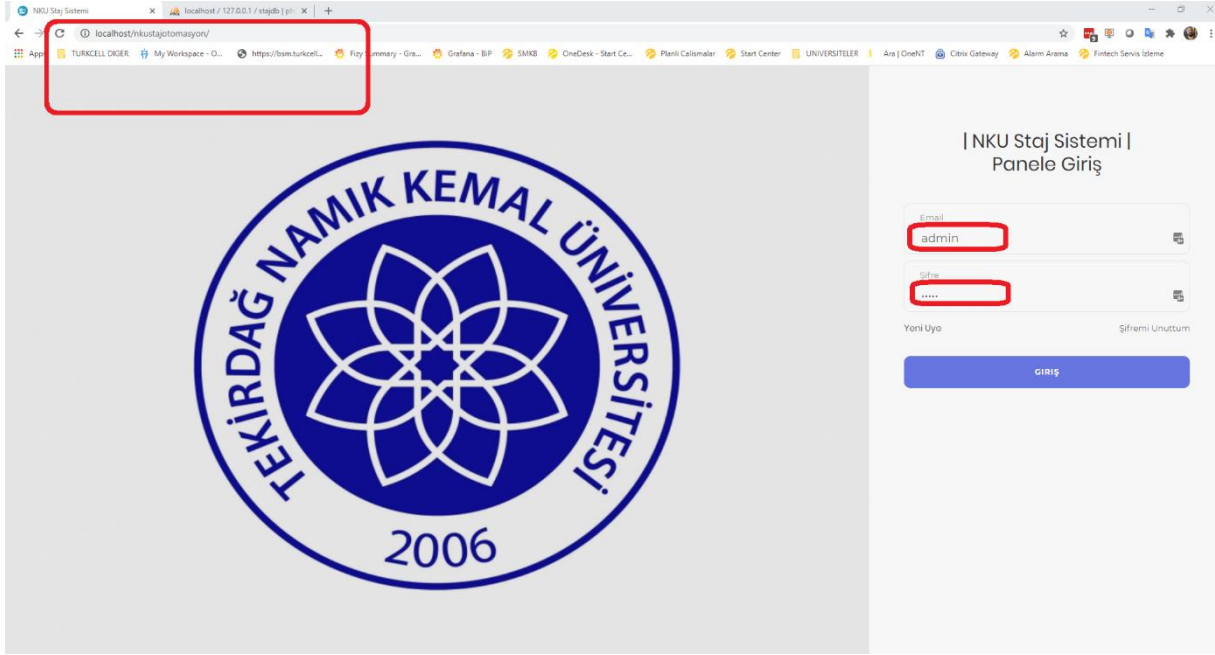 NKU Staj Sistemi
localhost / 127.0.0.1 / stajdb | ph
localhost/nkustajotomasyon/
TURKCELL DIGER My Workspace - O... https://bsm.turkcell... Fizy Summary - Gra... Grafana - BiP SMKB OneDesk - Start Ce... Planli Calismalar Start Center UNIVERSITELER Ara | OneNT Citrix Gateway Alarm Arama Fintech Servis İzleme
TEKİRDAĞ NAMIK KEMAL ÜNİVERSİTESİ
2006
| NKU Staj Sistemi |
Panele Giriş
Email
admin
Şifre
.....
Yeni Uye Şifremi Unuttum
GIRIŞ